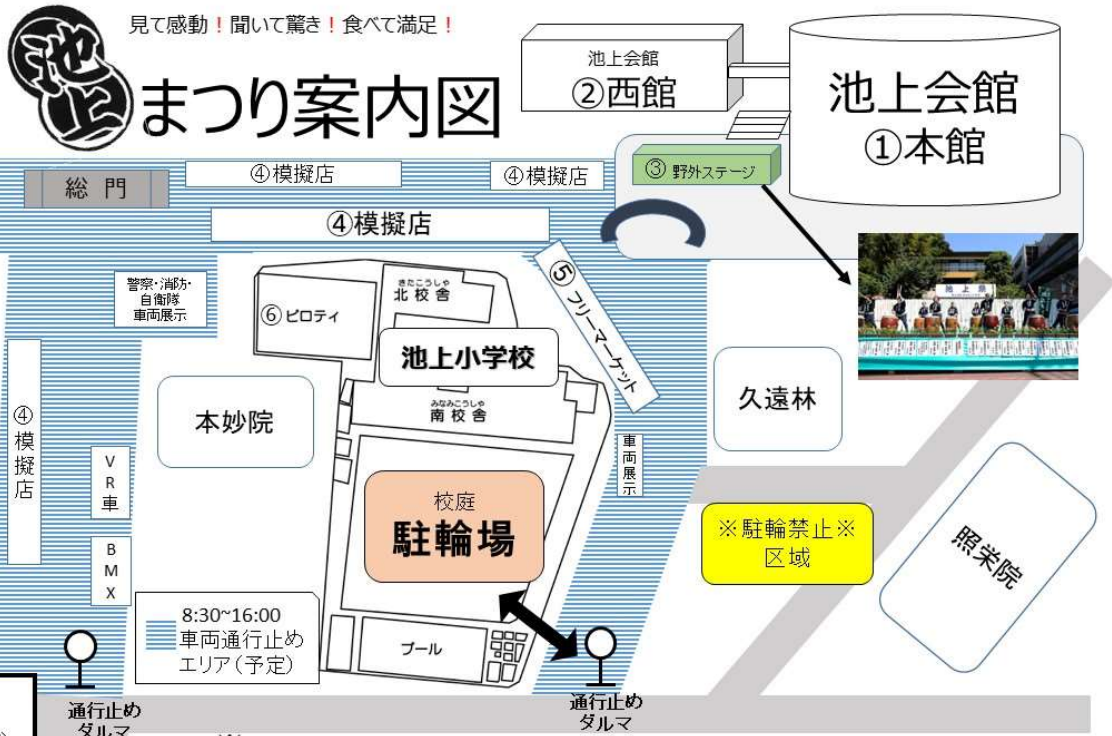 見て感動！聞いて驚き！食べて満足！
池上
まつり案内図
池上会館
②西館
池上会館
①本館
③ 野外ステージ
総門
④模擬店
④模擬店
④模擬店
警察・消防・
自衛隊
車両展示
⑥ ピロティ
きたこうしゃ
北校舎
⑤ フリーマーケット
池上小学校
みなみこうしゃ
南校舎
池上祭
久遠林
本妙院
④模擬店
VR車
BMX
車両展示
校庭
駐輪場
※駐輪禁止※
区域
照栄院
8:30~16:00
車両通行止め
エリア（予定）
プール
通行止め
ダルマ
通行止め
ダルマ